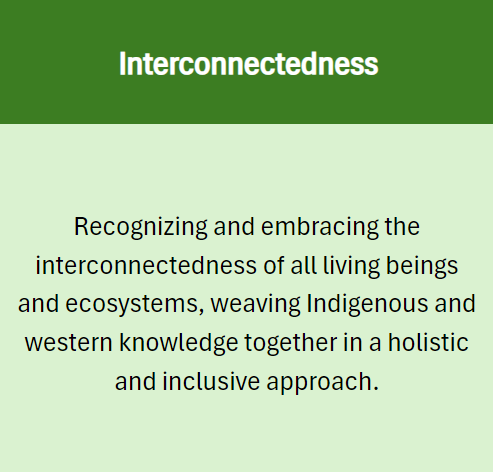 Interconnectedness
Recognizing and embracing the
interconnectedness of all living beings
and ecosystems, weaving Indigenous and
western knowledge together in a holistic
and inclusive approach.